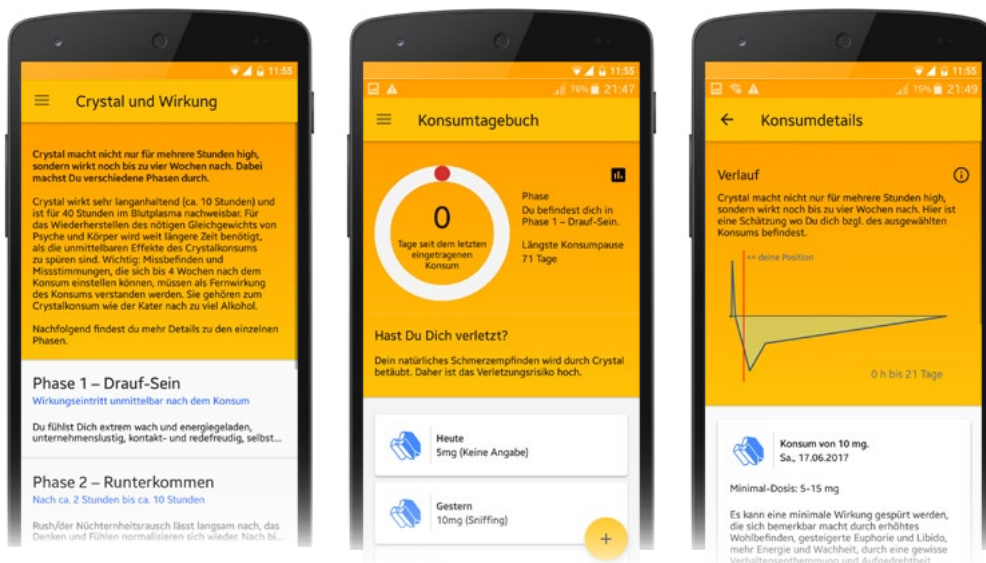 11:55
Crystal und Wirkung
Crystal macht nicht nur für mehrere Stunden high,
sondern wirkt noch bis zu vier Wochen nach. Dabei
machst Du verschiedene Phasen durch.
Crystal wirkt sehr langanhaltend (ca. 10 Stunden) und
ist für 40 Stunden im Blutplasma nachweisbar. Für
das Wiederherstellen des nötigen Gleichgewichts von
Psyche und Körper wird weit längere Zeit benötigt,
als die unmittelbaren Effekte des Crystalkonsums
zu spüren sind. Wichtig: Missbefinden und
Missstimmungen, die sich bis 4 Wochen nach dem
Konsum einstellen können, müssen als Fernwirkung
des Konsums verstanden werden. Sie gehören zum
Crystalkonsum wie der Kater nach zu viel Alkohol.
Nachfolgend findest du mehr Details zu den einzelnen
Phasen.
Phase 1 – Drauf-Sein
Wirkungseintritt unmittelbar nach dem Konsum
Du fühlst Dich extrem wach und energiegeladen,
unternehmenslustig, kontakt- und redefreudig, selbst...
Phase 2 – Runterkommen
Nach ca. 2 Stunden bis ca. 10 Stunden
Rush/der Nüchternheitsrausch lässt langsam nach, das
Denken und Fühlen normalisieren sich wieder. Nach bi...
11:55
76% 21:47
Konsumtagebuch
0
Tage seit dem letzten
eingetragenen
Konsum
Phase
Du befindest dich in
Phase 1 – Drauf-Sein.
Längste Konsumpause
71 Tage
Hast Du Dich verletzt?
Dein natürliches Schmerzempfinden wird durch Crystal
betäubt. Daher ist das Verletzungsrisiko hoch.
Heute
5mg (Keine Angabe)
Gestern
10mg (Sniffing)
+
11:55
75% 21:49
Konsumdetails
Verlauf
Crystal macht nicht nur für mehrere Stunden high,
sondern wirkt noch bis zu vier Wochen nach. Hier ist
eine Schätzung wo Du dich bzgl. des ausgewählten
Konsums befindest.
<< deine Position
0 h bis 21 Tage
Konsum von 10 mg.
Sa., 17.06.2017
Minimal-Dosis: 5-15 mg
Es kann eine minimale Wirkung gespürt werden,
die sich bemerkbar macht durch erhöhtes
Wohlbefinden, gesteigerte Euphorie und Libido,
mehr Energie und Wachheit, durch eine gewisse
Verhaltensenthemmung und Aufgedrehtheit